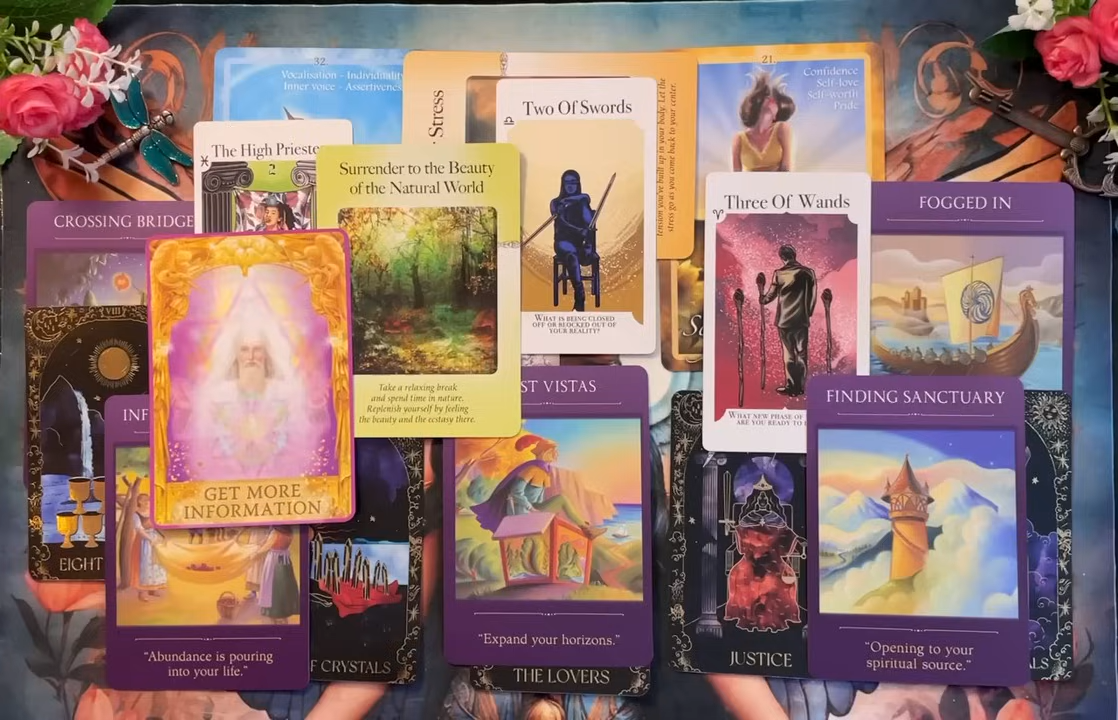 32.
Vocalisation - Individuality
Inner voice - Assertiveness
Stress
tension you've built up in your body. Let the
stress go as you come back to your center.
21.
Confidence
Self-love
Self-worth
Pride
The High Prieste
2
Surrender to the Beauty
of the Natural World
Take a relaxing break
and spend time in nature.
Replenish yourself by feeling
the beauty and the ecstasy there.
Two Of Swords
WHAT IS BEING CLOSED
OFF OR BLOCKED OUT OF
YOUR REALITY?
Three Of Wands
WHAT NEW PHASE OF
ARE YOU READY TO
FOGGED IN
CROSSING BRIDGE
VIII
EIGHT
GET MORE
INFORMATION
INF
"Abundance is pouring
into your life."
F CRYSTALS
ST VISTAS
"Expand your horizons."
THE LOVERS
JUSTICE
FINDING SANCTUARY
"Opening to your
spiritual source."
ALS